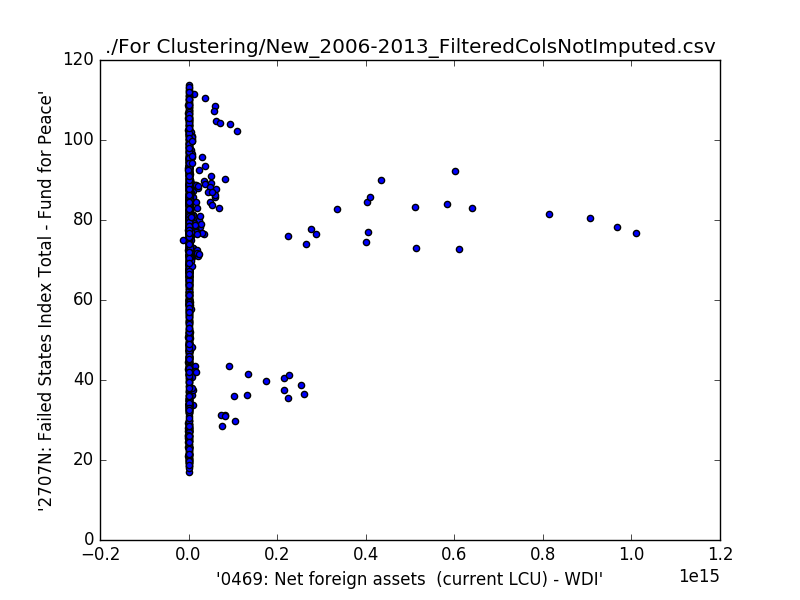 ./For Clustering/New_2006-2013_FilteredColsNotImputed.csv
120
100
80
60
40
20
0
'2707N: Failed States Index Total - Fund for Peace'
−0.2 0.0 0.2 0.4 0.6 0.8 1.0 1.2
1e15
'0469: Net foreign assets  (current LCU) - WDI'